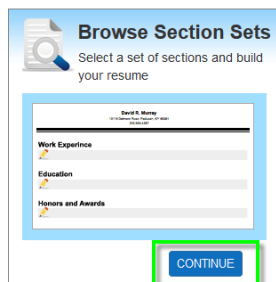 Browse Section Sets
Select a set of sections and build
your resume
David R. Murray
Work Experince
Education
Honors and Awards
CONTINUE